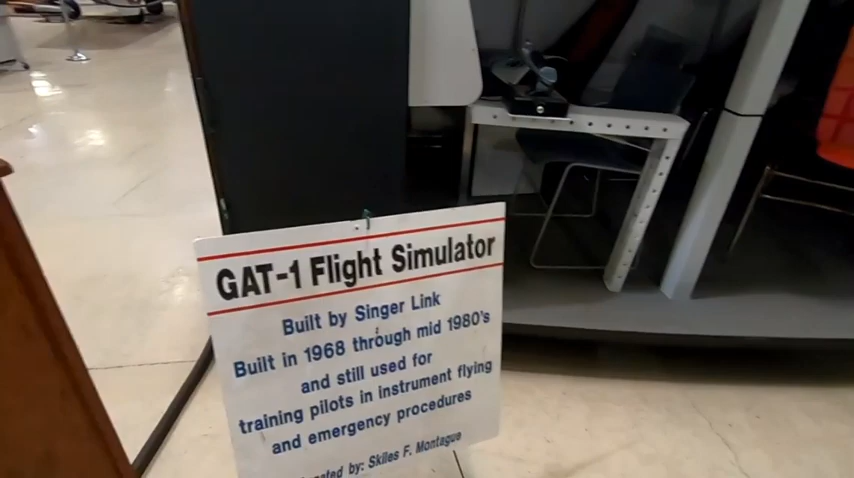 GAT-1 Flight Simulator
Built by Singer Link
Built in 1968 through mid 1980's
and still used for
training pilots in instrument flying
and emergency procedures
by: Skiles F. Montague